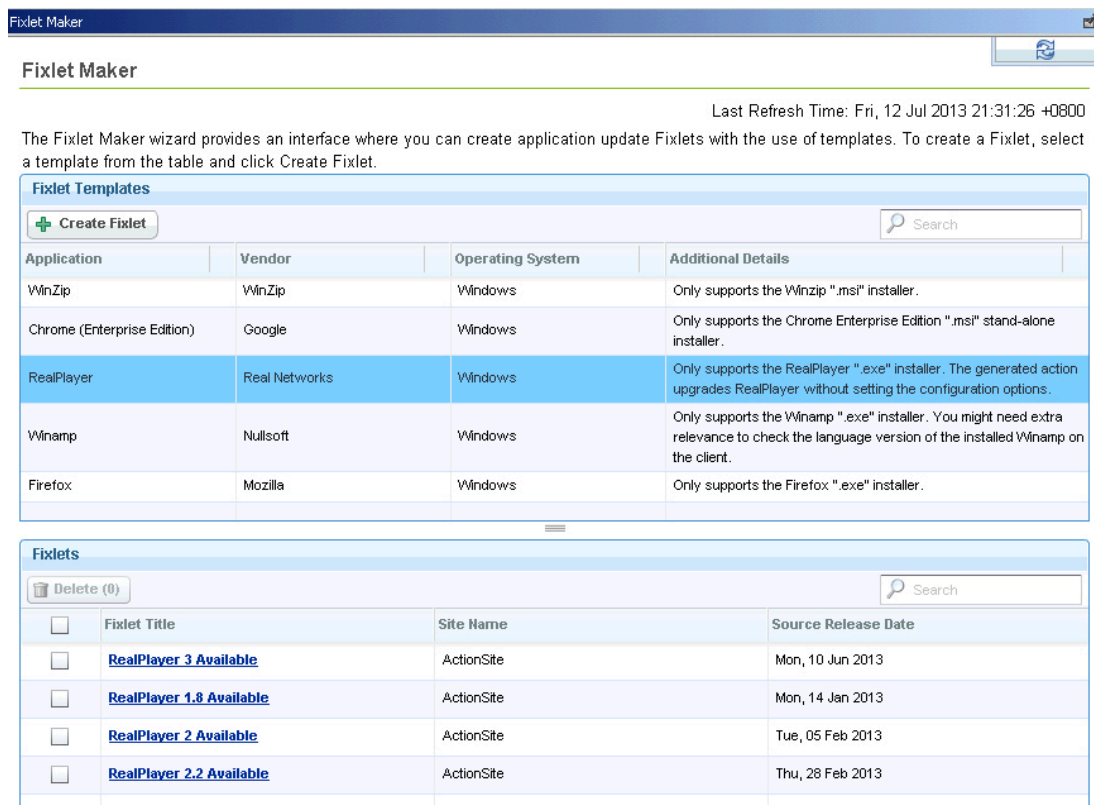 Fixlet Maker
Fixlet Maker
Last Refresh Time: Fri, 12 Jul 2013 21:31:26 +0800
The Fixlet Maker wizard provides an interface where you can create application update Fixlets with the use of templates. To create a Fixlet, select
a template from the table and click Create Fixlet.
Fixlet Templates
Create Fixlet
Search
Application Vendor Operating System Additional Details
WinZip WinZip Windows Only supports the Winzip ".msi" installer.
Chrome (Enterprise Edition) Google Windows Only supports the Chrome Enterprise Edition ".msi" stand-alone
installer.
RealPlayer Real Networks Windows Only supports the RealPlayer ".exe" installer. The generated action
upgrades RealPlayer without setting the configuration options.
Winamp Nullsoft Windows Only supports the Winamp ".exe" installer. You might need extra
relevance to check the language version of the installed Winamp on
the client.
Firefox Mozilla Windows Only supports the Firefox ".exe" installer.
Fixlets
Delete (0)
Search
Fixlet Title Site Name Source Release Date
RealPlayer 3 Available ActionSite Mon, 10 Jun 2013
RealPlayer 1.8 Available ActionSite Mon, 14 Jan 2013
RealPlayer 2 Available ActionSite Tue, 05 Feb 2013
RealPlayer 2.2 Available ActionSite Thu, 28 Feb 2013